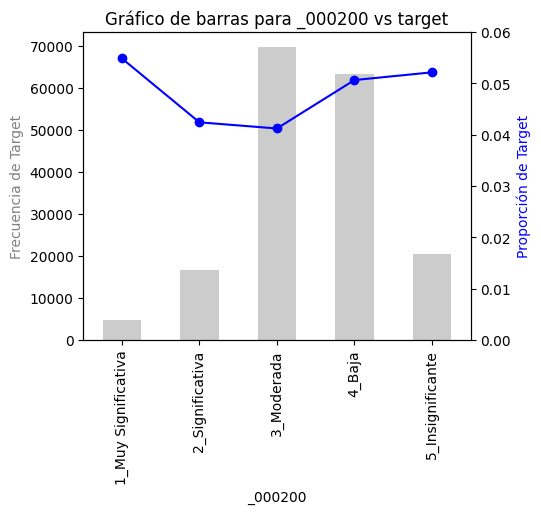 Gráfico de barras para _000200 vs target
Frecuencia de Target
70000
60000
50000
40000
30000
20000
10000
0
0.06
0.05
0.04
0.03
0.02
0.01
0.00
Proporción de Target
1_Muy Significativa
2_Significativa
3_Moderada
4_Baja
5_Insignificante
_000200